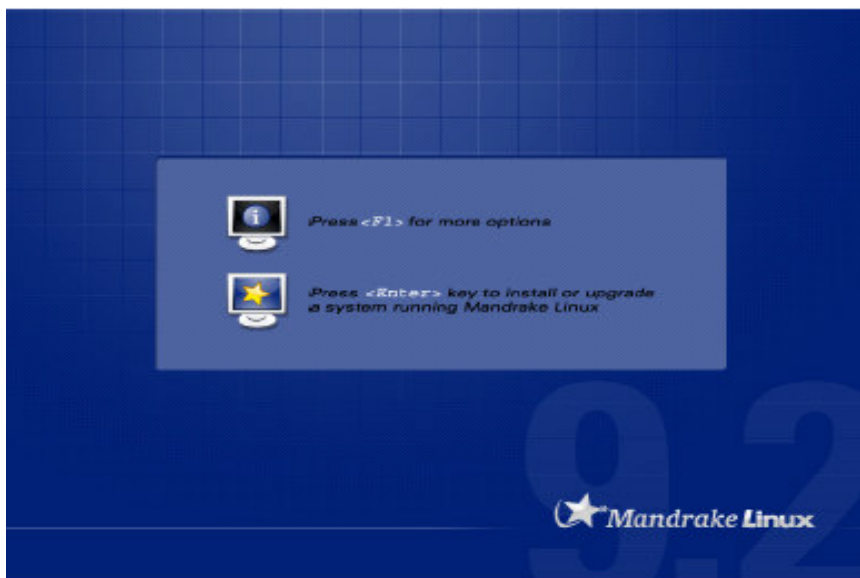 Press <F1> for more options
Press <Enter> key to install or upgrade
a system running Mandrake Linux
9.2
Mandrake Linux